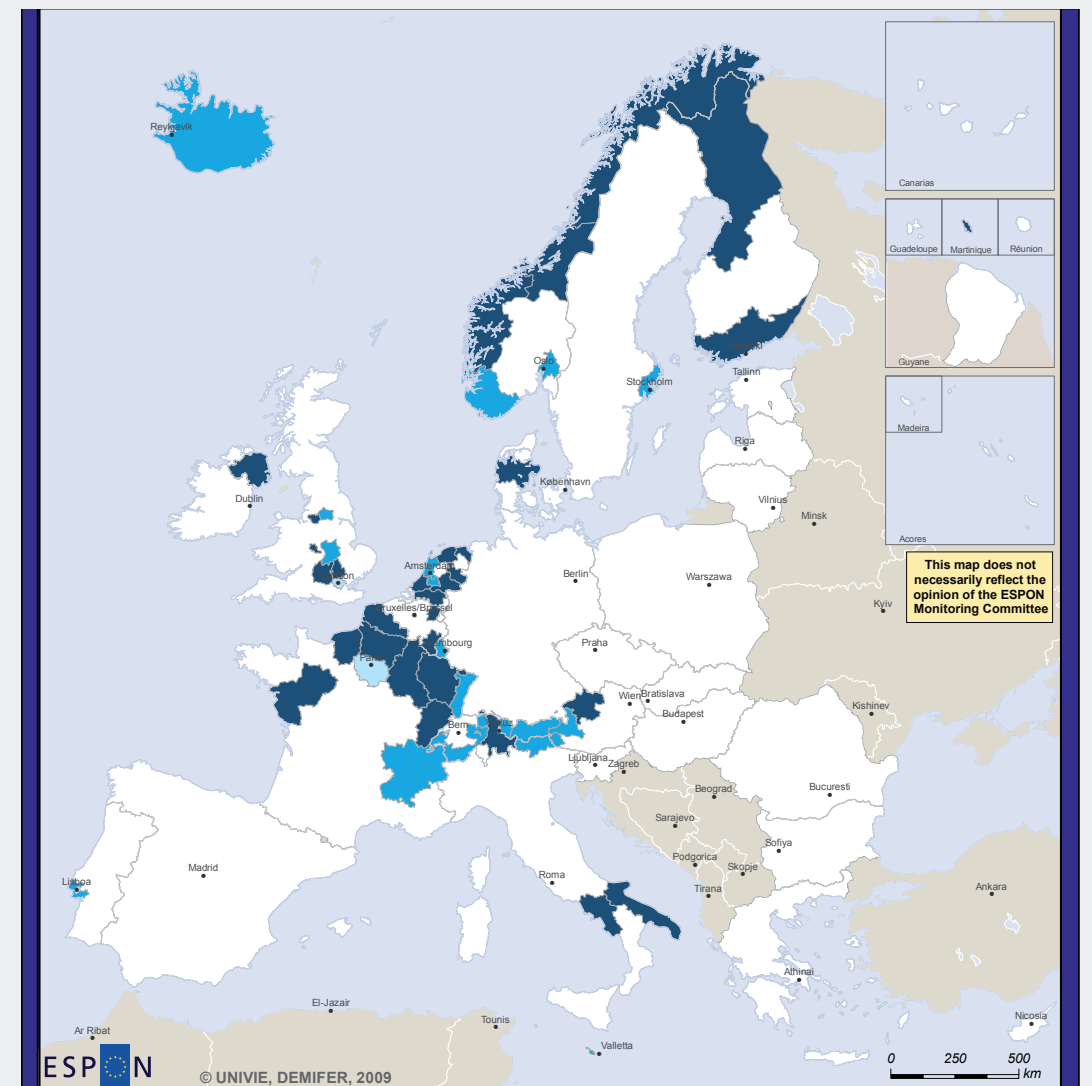 Reykjavik
Canarias
Guadeloupe
Martinique
Réunion
Guyane
Madeira
Acores
This map does not
necessarily reflect the
opinion of the ESPON
Monitoring Committee
Oslo
Stockholm
Tallinn
Riga
København
Vilnius
Minsk
Dublin
Amsterdam
Berlin
Warszawa
Kyiv
Praha
Wien
Bratislava
Kishinev
Bern
Budapest
Ljubljana
Zagreb
Beograd
Bucuresti
Sarajevo
Sofiya
Podgorica
Skopje
Madrid
Lisboa
Roma
Tirana
Ankara
Athinai
El-Jazair
Tounis
Nicosia
Ar Ribat
Valletta
ESPON
© UNIVIE, DEMIFER, 2009
0 250 500
km